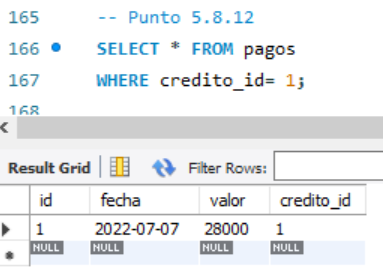 165 -- Punto 5.8.12
166 SELECT * FROM pagos
167 WHERE credito_id= 1;
168
Result Grid Filter Rows:
id fecha valor credito_id
1 2022-07-07 28000 1
NULL NULL NULL NULL